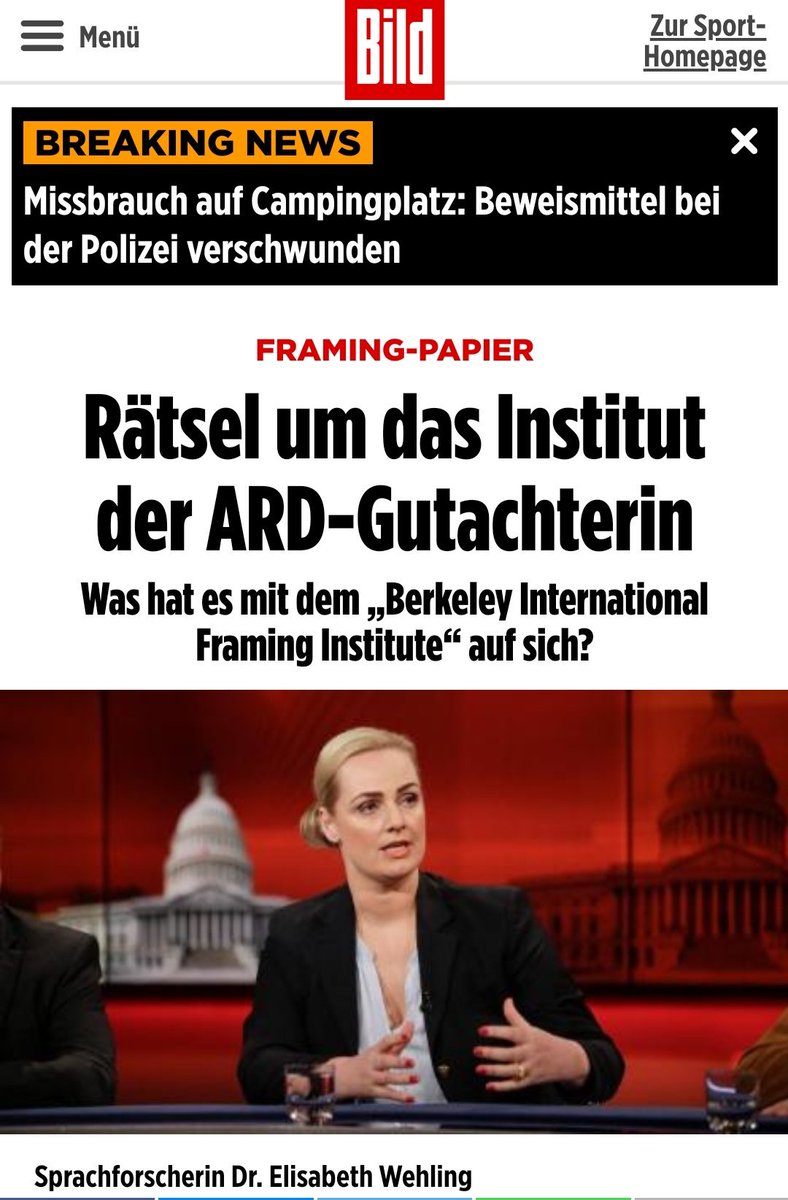 Menü
Bild
Zur Sport-
Homepage
BREAKING NEWS
Missbrauch auf Campingplatz: Beweismittel bei
der Polizei verschwunden
FRAMING-PAPIER
Rätsel um das Institut
der ARD-Gutachterin
Was hat es mit dem „Berkeley International
Framing Institute“ auf sich?
Sprachforscherin Dr. Elisabeth Wehling